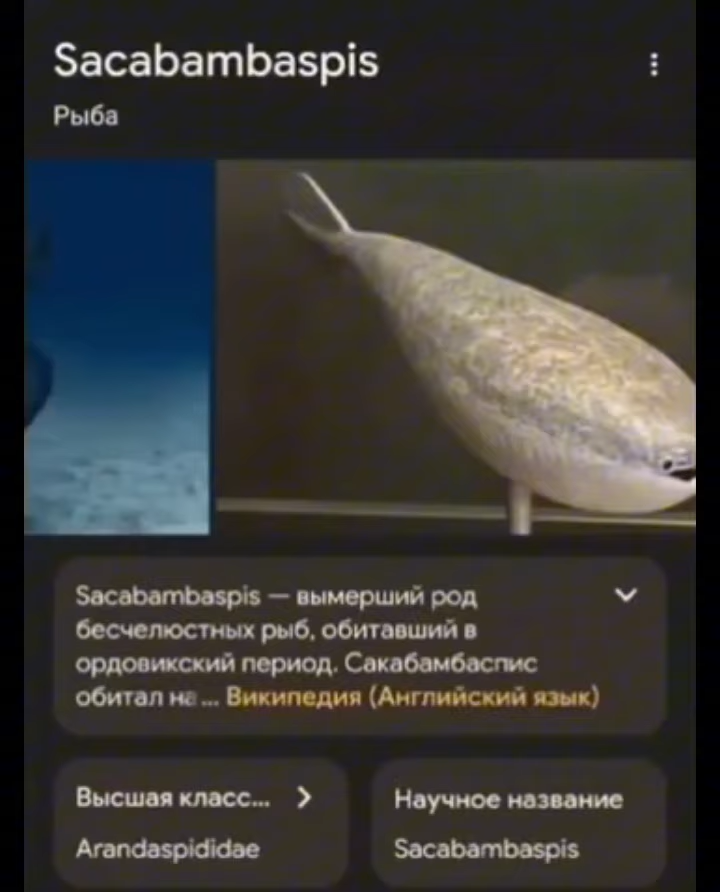 Sacabambaspis
Рыба
Sacabambaspis — вымерший род
бесчелюстных рыб, обитавший в
ордовикский период. Сакабамбаспис
обитал на... Википедия (Английский язык)
Высшая класс...
Научное название
Arandaspididae
Sacabambaspis